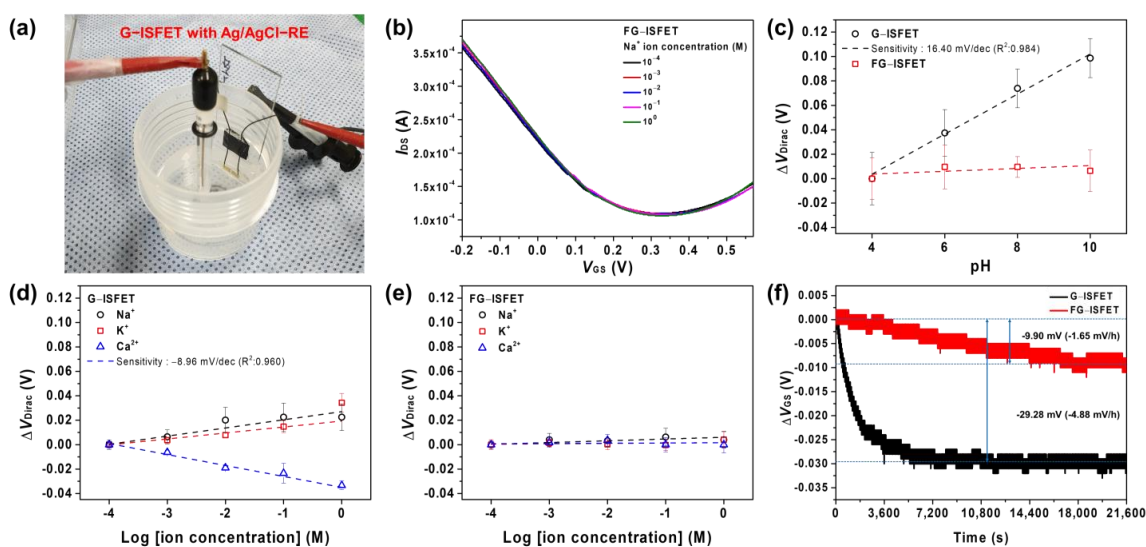 (a)
G-ISFET with Ag/AgCl-RE
(b)
FG-ISFET
Na⁺ ion concentration (M)
10⁻⁴
10⁻³
10⁻²
10⁻¹
10⁰
3.5x10⁻⁴
3.0x10⁻⁴
2.5x10⁻⁴
2.0x10⁻⁴
1.5x10⁻⁴
1.0x10⁻⁴
I_DS (A)
-0.2 -0.1 0.0 0.1 0.2 0.3 0.4 0.5
V_GS (V)
(c)
G-ISFET
Sensitivity : 16.40 mV/dec (R²:0.984)
FG-ISFET
0.12
0.10
0.08
0.06
0.04
0.02
0.00
-0.02
-0.04
ΔV_Dirac (V)
4 6 8 10
pH
(d)
G-ISFET
Na⁺
K⁺
Ca²⁺
Sensitivity : -8.96 mV/dec (R²:0.960)
0.12
0.10
0.08
0.06
0.04
0.02
0.00
-0.02
-0.04
ΔV_Dirac (V)
-4 -3 -2 -1 0
Log [ion concentration] (M)
(e)
FG-ISFET
Na⁺
K⁺
Ca²⁺
0.12
0.10
0.08
0.06
0.04
0.02
0.00
-0.02
-0.04
ΔV_Dirac (V)
-4 -3 -2 -1 0
Log [ion concentration] (M)
(f)
G-ISFET
FG-ISFET
0.005
0.000
-0.005
-0.010
-0.015
-0.020
-0.025
-0.030
-0.035
ΔV_GS (V)
-9.90 mV (-1.65 mV/h)
-29.28 mV (-4.88 mV/h)
0 3,600 7,200 10,800 14,400 18,000 21,600
Time (s)